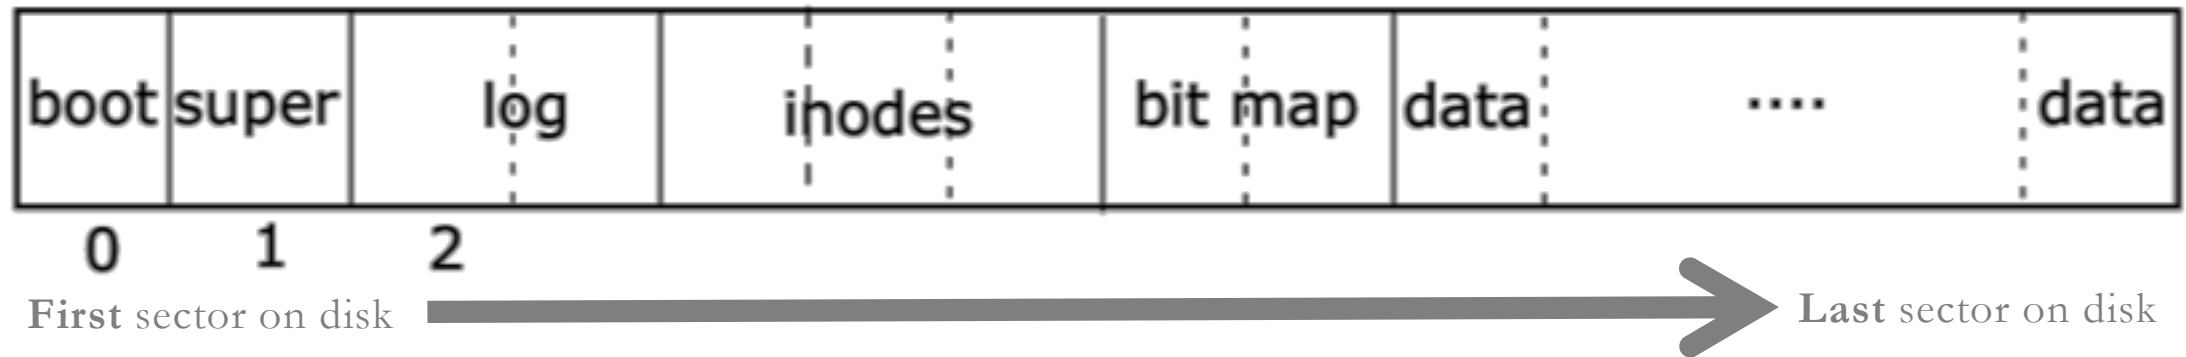 boot super log inodes bit map data .... data
0 1 2
First sector on disk Last sector on disk